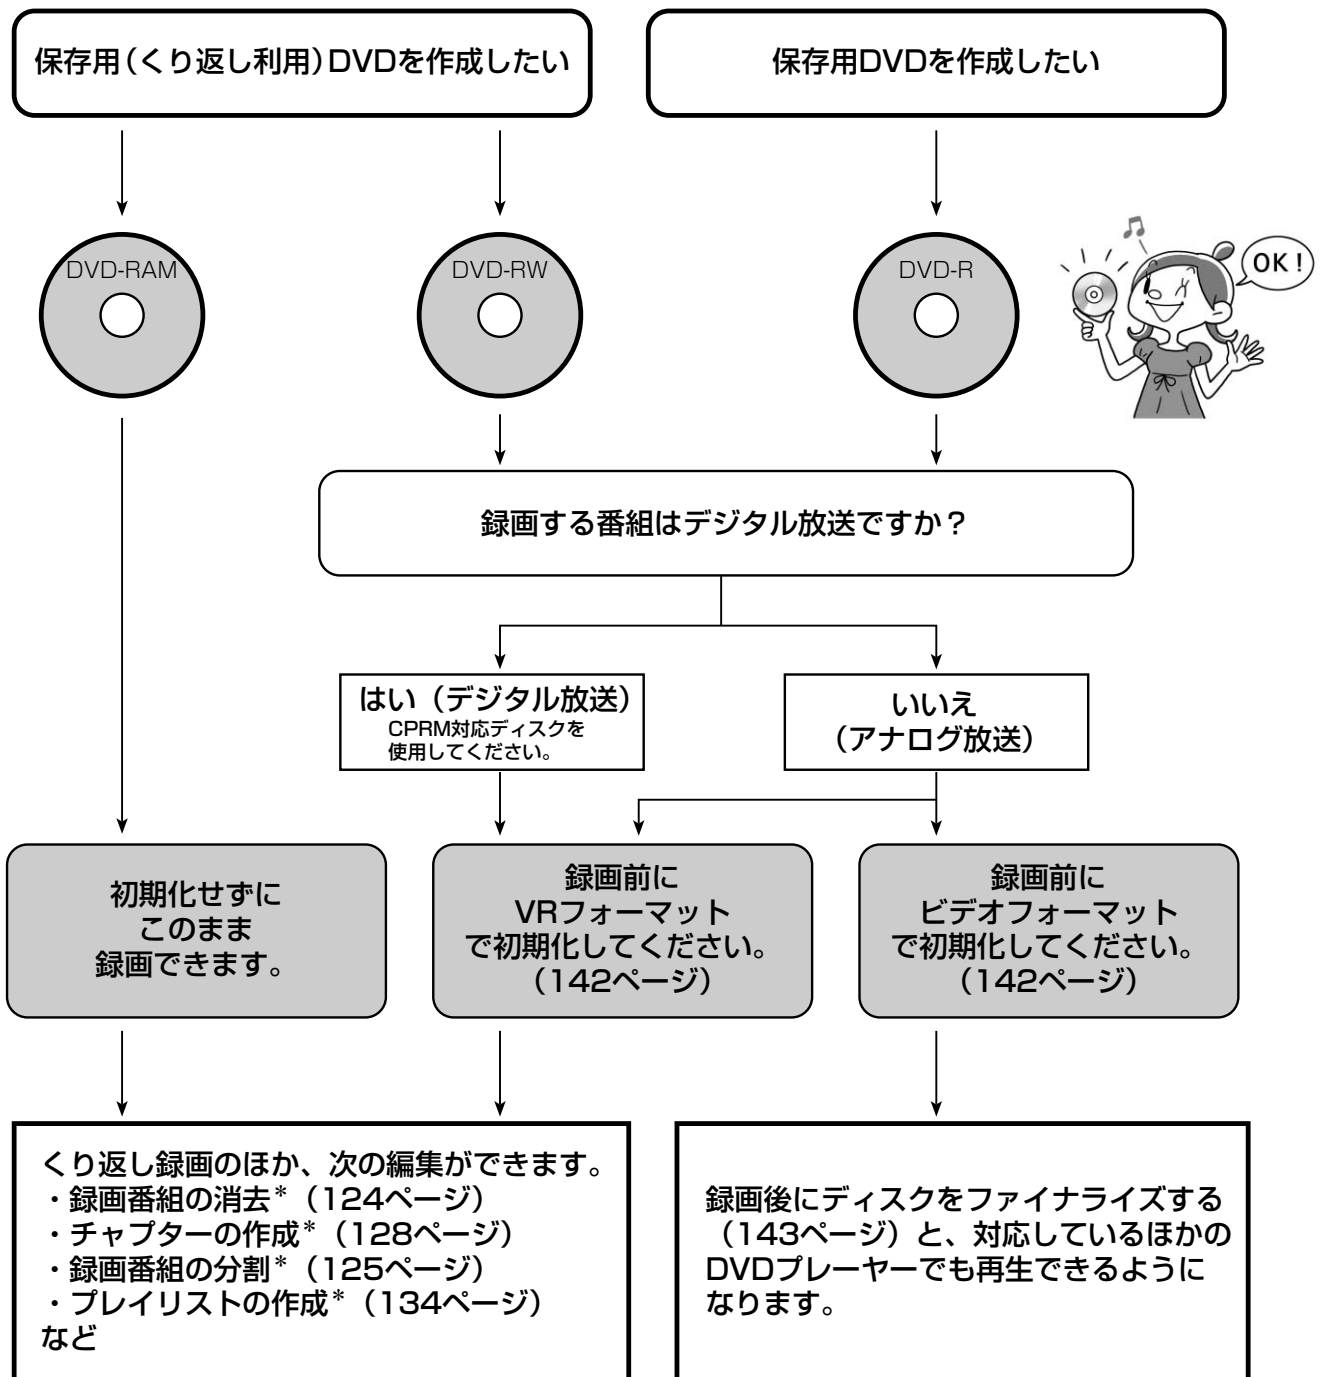 保存用(くり返し利用)DVDを作成したい
保存用DVDを作成したい
DVD-RAM
DVD-RW
DVD-R
OK!
録画する番組はデジタル放送ですか？
はい（デジタル放送）
CPRM対応ディスクを
使用してください。
いいえ
（アナログ放送）
初期化せずに
このまま
録画できます。
録画前に
VRフォーマット
で初期化してください。
（142ページ）
録画前に
ビデオフォーマット
で初期化してください。
（142ページ）
くり返し録画のほか、次の編集ができます。
・録画番組の消去*（124ページ）
・チャプターの作成*（128ページ）
・録画番組の分割*（125ページ）
・プレイリストの作成*（134ページ）
など
録画後にディスクをファイナライズする
（143ページ）と、対応しているほかの
DVDプレーヤーでも再生できるように
なります。